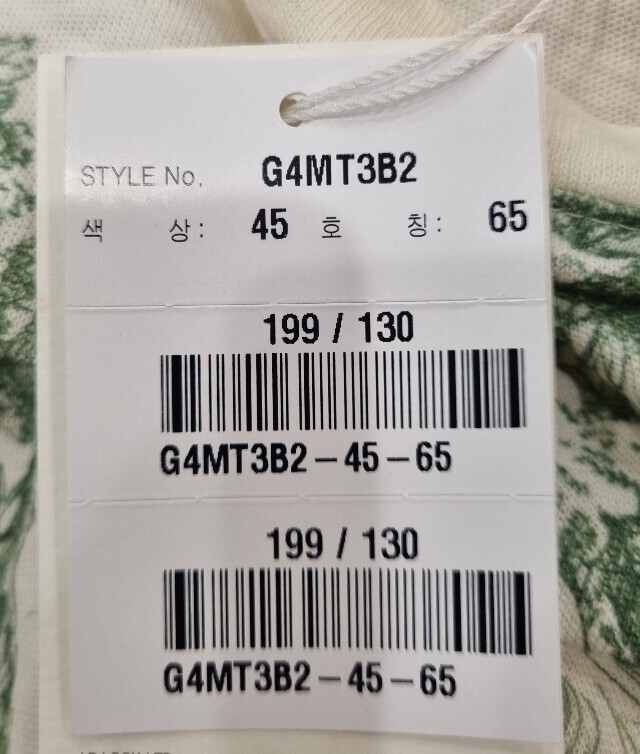 STYLE No. G4MT3B2
색 상 : 45 호 칭 : 65
199 / 130
G4MT3B2-45-65
199 / 130
G4MT3B2-45-65